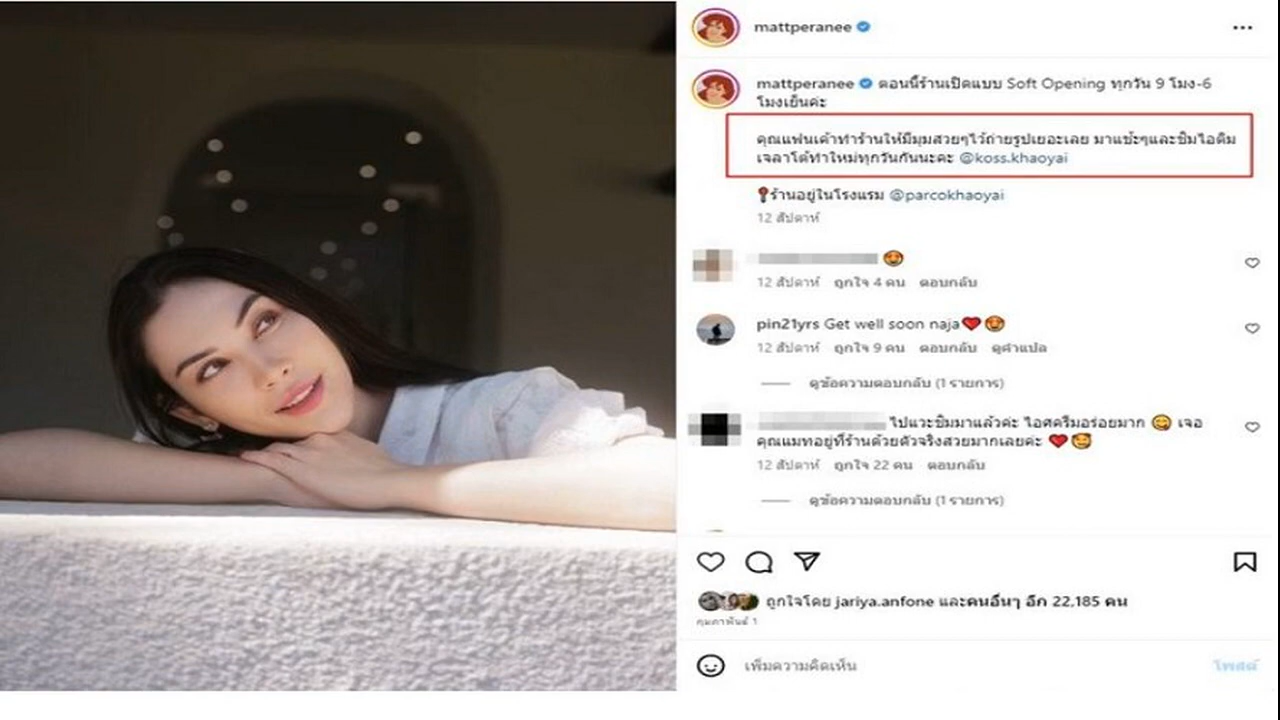 mattperanee
mattperanee ตอนนี้ร้านเปิดแบบ Soft Opening ทุกวัน 9 โมง-6
โมงเย็นค่ะ
คุณแฟนเค้าทำร้านให้มีมุมสวยๆไว้ถ่ายรูปเยอะเลย มาแช๊ะๆและชิมไอติม
เจลาโต้ทำใหม่ทุกวันกันนะคะ @koss.khaoyai
📍ร้านอยู่ในโรงแรม @parcokhaoyai
12 สัปดาห์
12 สัปดาห์ ถูกใจ 4 คน ตอบกลับ
pin21yrs Get well soon naja❤️🥰
12 สัปดาห์ ถูกใจ 9 คน ตอบกลับ ดูคำแปล
ดูข้อความตอบกลับ (1 รายการ)
ไปแวะชิมมาแล้วค่ะ ไอศครีมอร่อยมาก 😋 เจอ
คุณแมทอยู่ที่ร้านด้วยตัวจริงสวยมากเลยค่ะ ❤️🥰
12 สัปดาห์ ถูกใจ 22 คน ตอบกลับ
ดูข้อความตอบกลับ (1 รายการ)
ถูกใจโดย jariya.anfone และคนอื่นๆ อีก 22,185 คน
กุมภาพันธ์ 1
เพิ่มความคิดเห็น
โพสต์